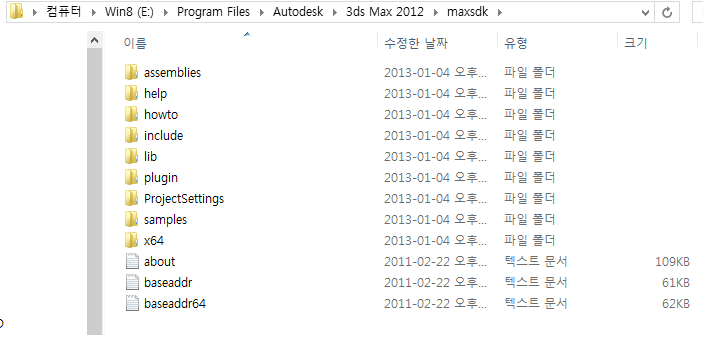 컴퓨터 Win8 (E:) Program Files Autodesk 3ds Max 2012 maxsdk
이름 수정한 날짜 유형 크기
assemblies 2013-01-04 오후... 파일 폴더
help 2013-01-04 오후... 파일 폴더
howto 2013-01-04 오후... 파일 폴더
include 2013-01-04 오후... 파일 폴더
lib 2013-01-04 오후... 파일 폴더
plugin 2013-01-04 오후... 파일 폴더
ProjectSettings 2013-01-04 오후... 파일 폴더
samples 2013-01-04 오후... 파일 폴더
x64 2013-01-04 오후... 파일 폴더
about 2011-02-22 오후... 텍스트 문서 109KB
baseaddr 2011-02-22 오후... 텍스트 문서 61KB
baseaddr64 2011-02-22 오후... 텍스트 문서 62KB